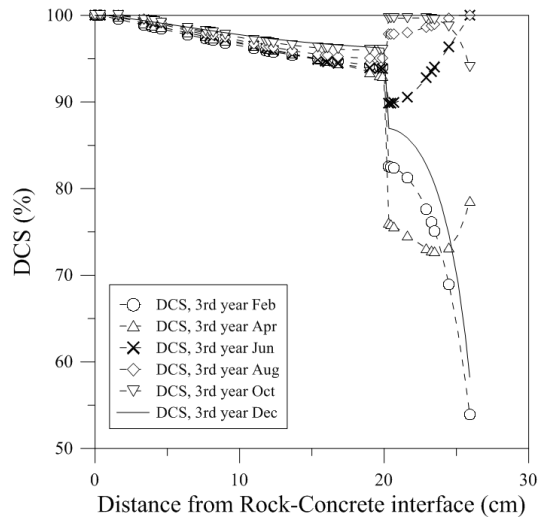 100
90
80
70
60
50
DCS (%)
DCS, 3rd year Feb
DCS, 3rd year Apr
DCS, 3rd year Jun
DCS, 3rd year Aug
DCS, 3rd year Oct
DCS, 3rd year Dec
0 10 20 30
Distance from Rock-Concrete interface (cm)